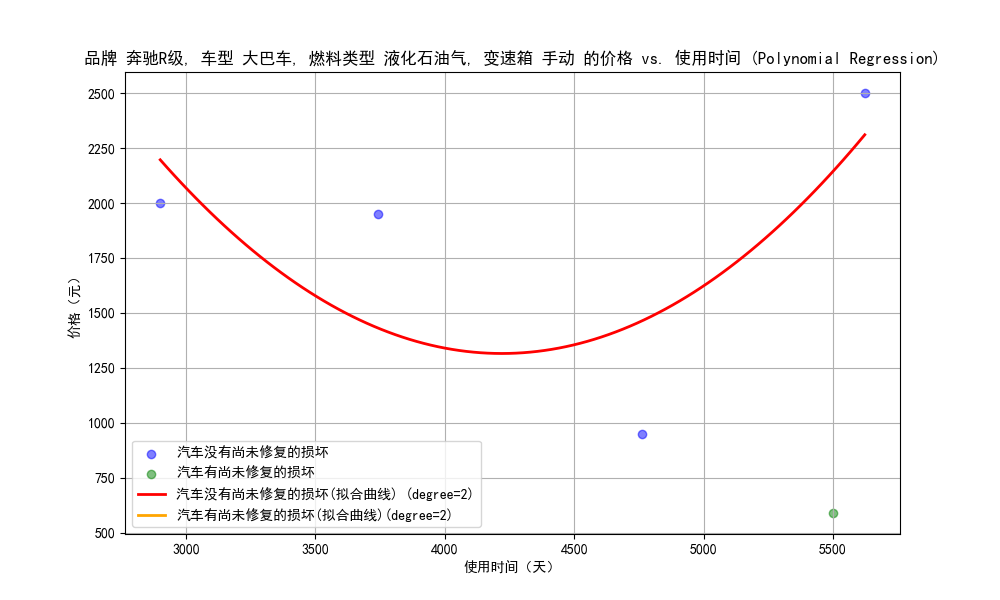 品牌 奔驰R级, 车型 大巴车, 燃料类型 液化石油气, 变速箱 手动 的价格 vs. 使用时间 (Polynomial Regression)
2500
2250
2000
1750
1500
1250
1000
750
500
价格（元）
汽车没有尚未修复的损坏
汽车有尚未修复的损坏
汽车没有尚未修复的损坏(拟合曲线) (degree=2)
汽车有尚未修复的损坏(拟合曲线)(degree=2)
3000 3500 4000 4500 5000 5500
使用时间（天）